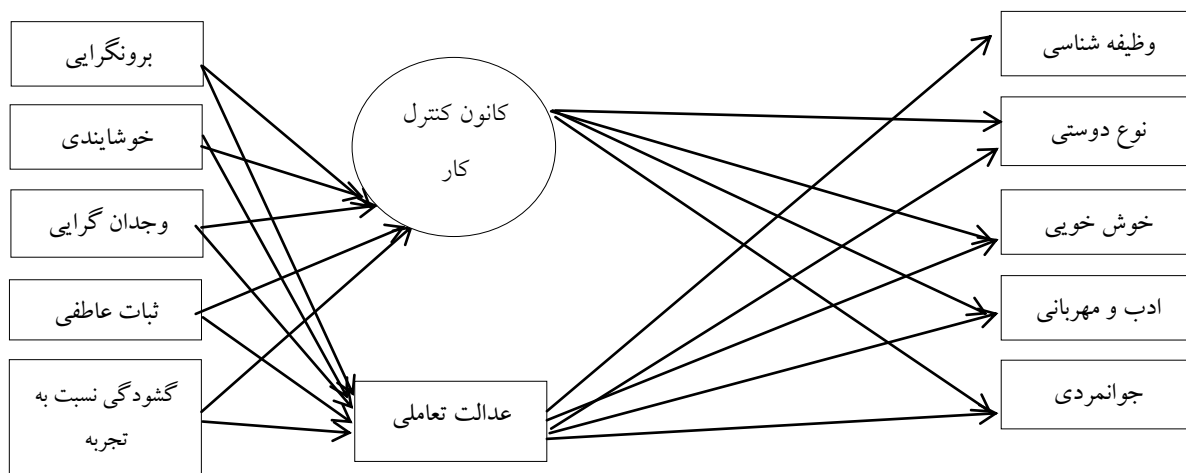 برونگرایی
خوشایندی
وجدان گرایی
ثبات عاطفی
گشودگی نسبت به
تجربه
کانون کنترل
کار
عدالت تعاملی
وظیفه شناسی
نوع دوستی
خوش خویی
ادب و مهربانی
جوانمردی